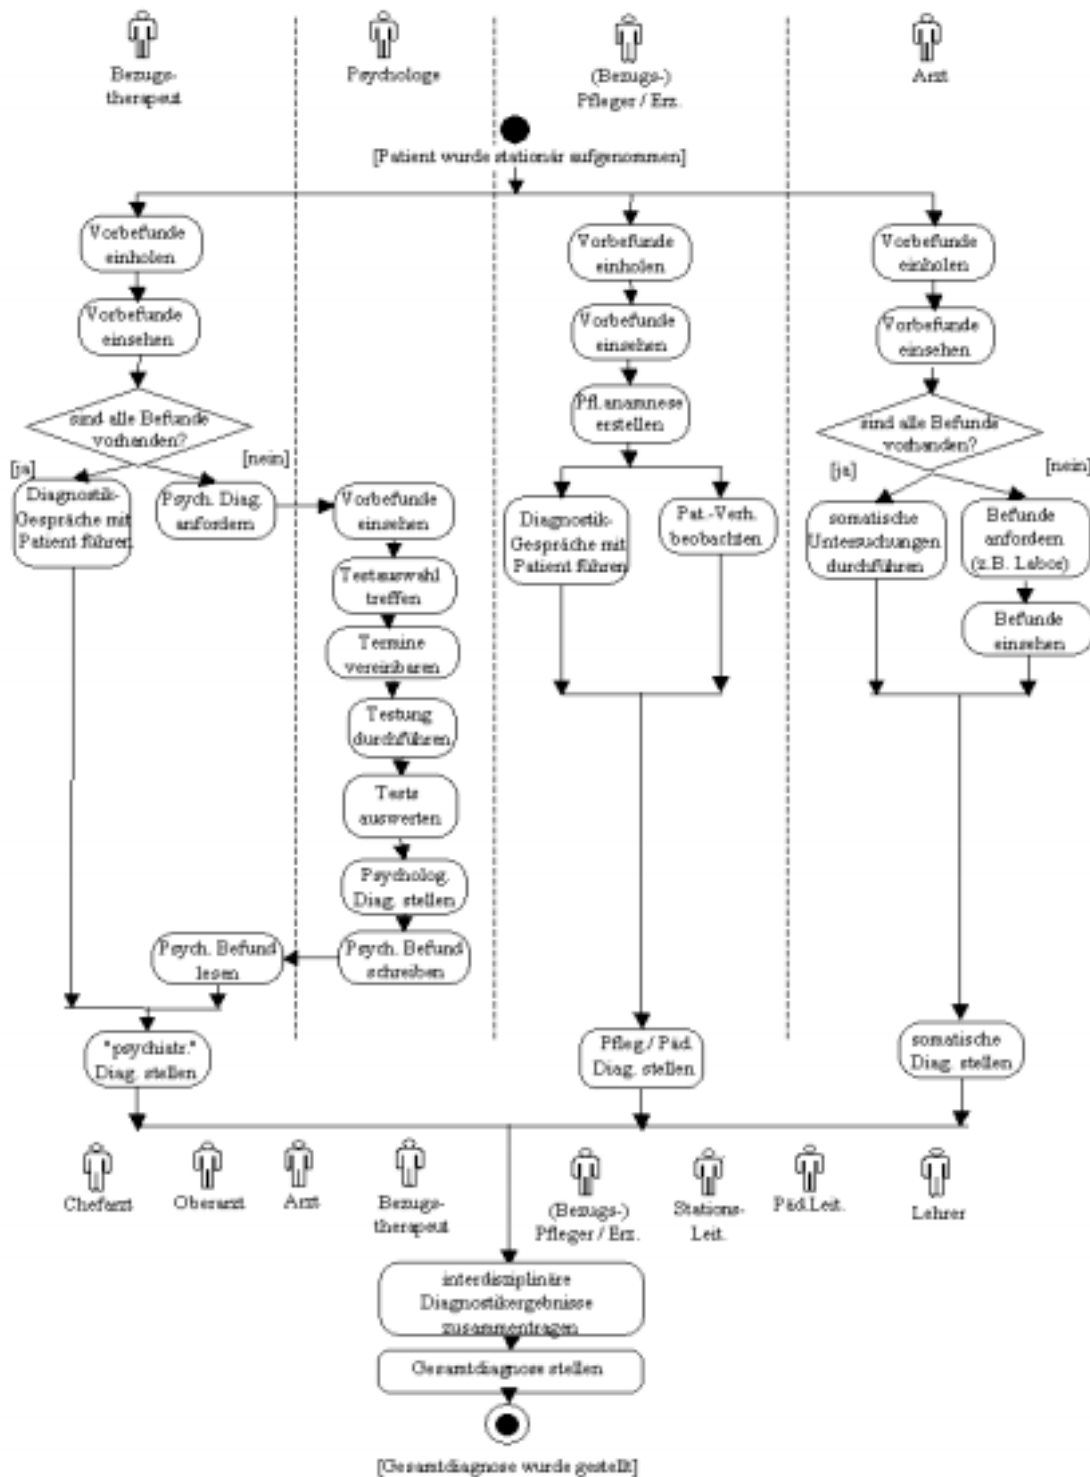 Bezugs-
therapeut
Psychologe
(Bezugs-)
Pfleger / Erz.
Arzt
[Patient wurde stationär aufgenommen]
Vorbefunde
einholen
Vorbefunde
einsehen
sind alle Befunde
vorhanden?
[ja]
[nein]
Diagnostik-
Gespräche mit
Patient führen
Psych. Diag.
anfordern
Vorbefunde
einsehen
Testauswahl
treffen
Termine
vereinbaren
Testung
durchführen
Tests
auswerten
Psycholog.
Diag. stellen
Psych. Befund
schreiben
Psych. Befund
lesen
"psychiatr."
Diag. stellen
Vorbefunde
einholen
Vorbefunde
einsehen
Pfl.anamnese
erstellen
Diagnostik-
Gespräche mit
Patient führen
Pat.-Verh.
beobachten
Pfleg./ Päd.
Diag. stellen
Vorbefunde
einholen
Vorbefunde
einsehen
sind alle Befunde
vorhanden?
[ja]
[nein]
somatische
Untersuchungen
durchführen
Befunde
anfordern
(z.B. Labor)
Befunde
einsehen
somatische
Diag. stellen
Chefarzt
Oberarzt
Arzt
Bezugs-
therapeut
(Bezugs-)
Pfleger / Erz.
Stations-
Leit.
Päd.Leit.
Lehrer
interdisziplinäre
Diagnostikergebnisse
zusammentragen
Gesamtdiagnose stellen
[Gesamtdiagnose wurde gestellt]